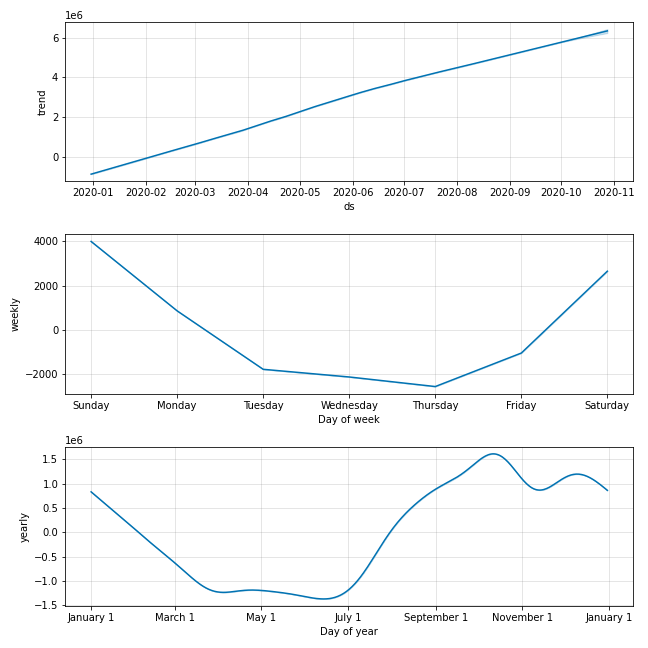 1e6
6
4
2
0
trend
2020-01 2020-02 2020-03 2020-04 2020-05 2020-06 2020-07 2020-08 2020-09 2020-10 2020-11
ds
4000
2000
0
−2000
weekly
Sunday Monday Tuesday Wednesday Thursday Friday Saturday
Day of week
1e6
1.5
1.0
0.5
0.0
−0.5
−1.0
−1.5
yearly
January 1 March 1 May 1 July 1 September 1 November 1 January 1
Day of year